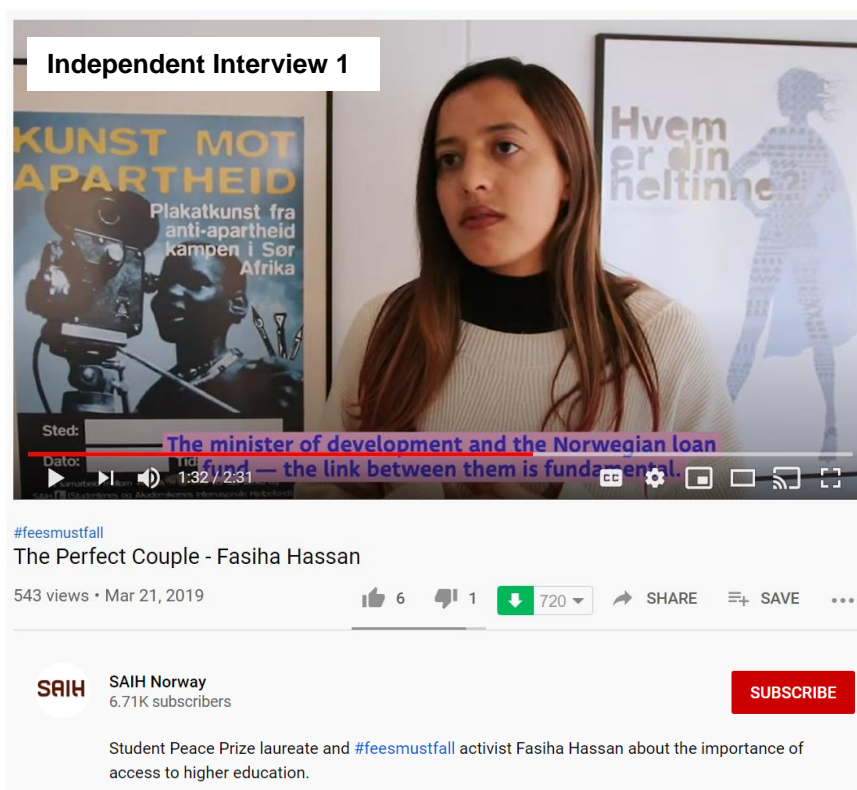 Independent Interview 1
KUNST MOT
APARTHEID
Plakatkunst fra
anti-apartheid
kampen i Sør
Afrika
Hvem
er din
heltinne?
Sted:
Dato:
Tid
The minister of development and the Norwegian loan
fund — the link between them is fundamental.
1:32 / 2:31
CC
#feesmustfall
The Perfect Couple - Fasiha Hassan
543 views • Mar 21, 2019
6
1
720
SHARE
SAVE
SAIH
SAIH Norway
6.71K subscribers
SUBSCRIBE
Student Peace Prize laureate and #feesmustfall activist Fasiha Hassan about the importance of
access to higher education.